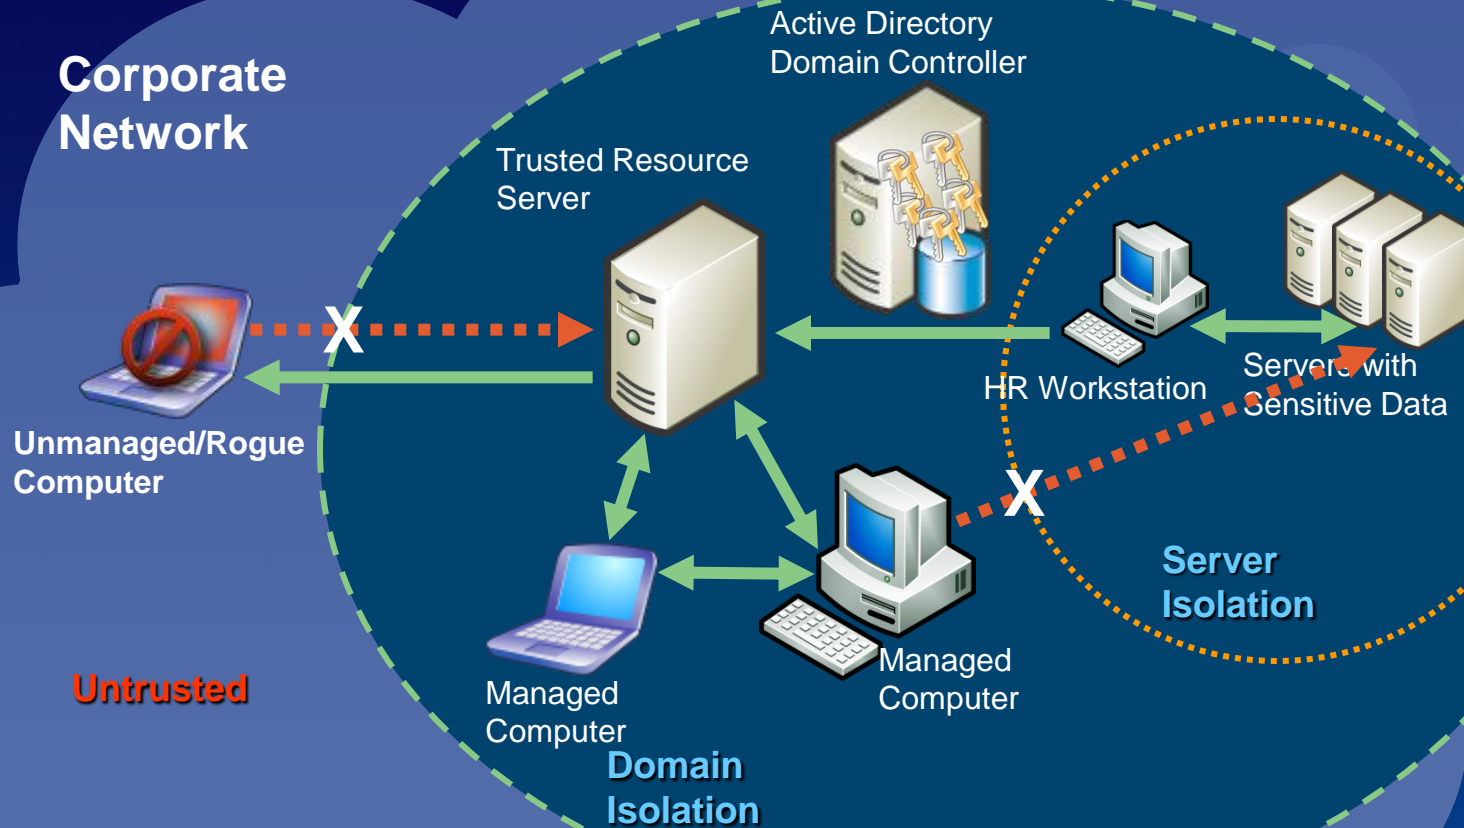 Corporate
Network
Active Directory
Domain Controller
Trusted Resource
Server
X
Unmanaged/Rogue
Computer
HR Workstation
Servers with
Sensitive Data
X
Server
Isolation
Untrusted
Managed
Computer
Managed
Computer
Domain
Isolation